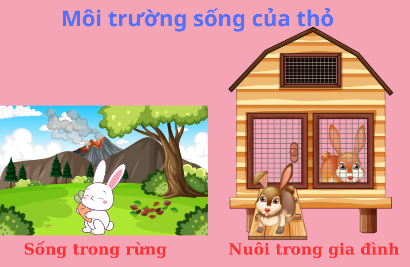 Môi trường sống của thỏ
Sống trong rừng
Nuôi trong gia đình